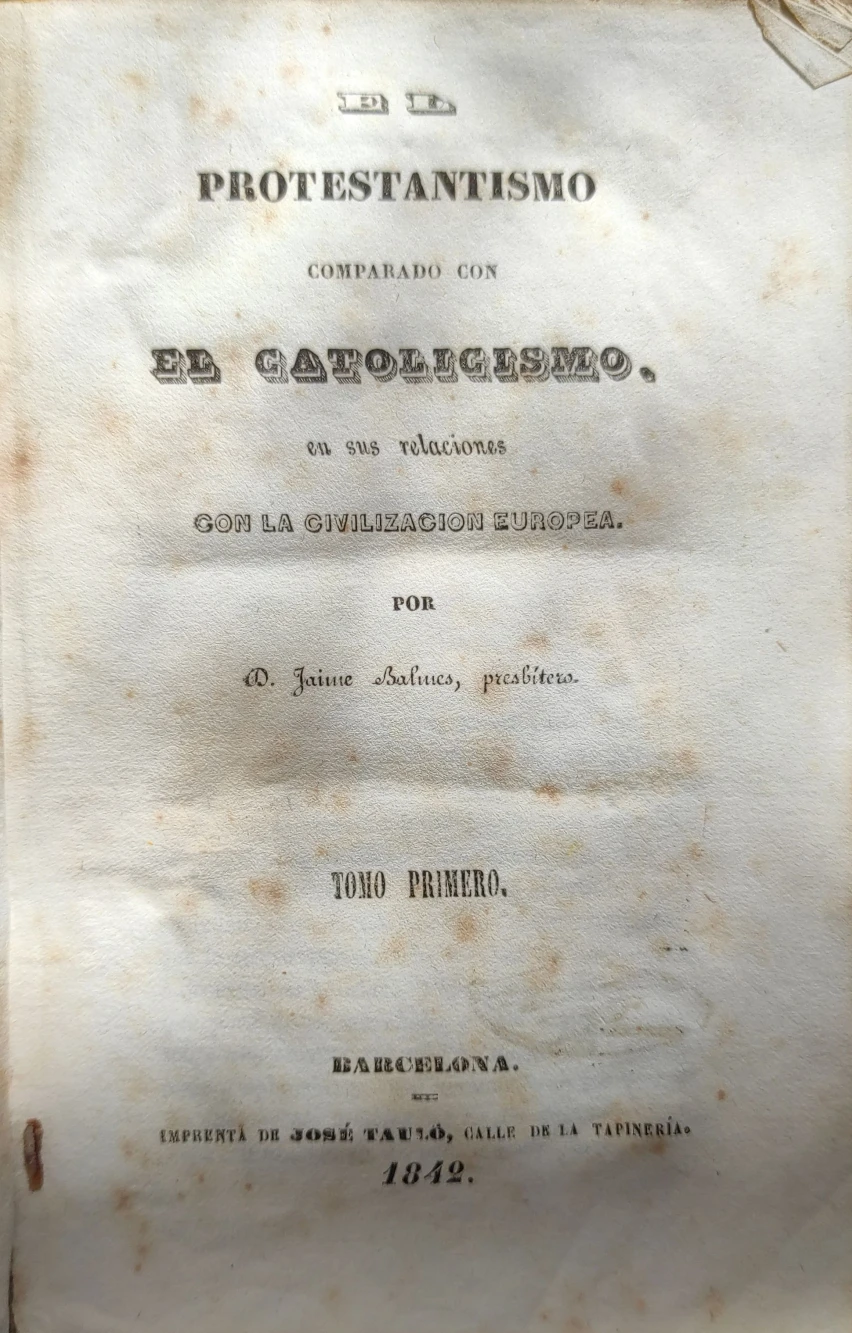 EL
PROTESTANTISMO
COMPARADO CON
EL CATOLICISMO,
en sus relaciones
CON LA CIVILIZACION EUROPEA.
POR
D. Jaime Balmes, presbítero.
TOMO PRIMERO.
BARCELONA.
IMPRENTA DE JOSÉ TAULÓ, CALLE DE LA TAPINERÍA.
1842.